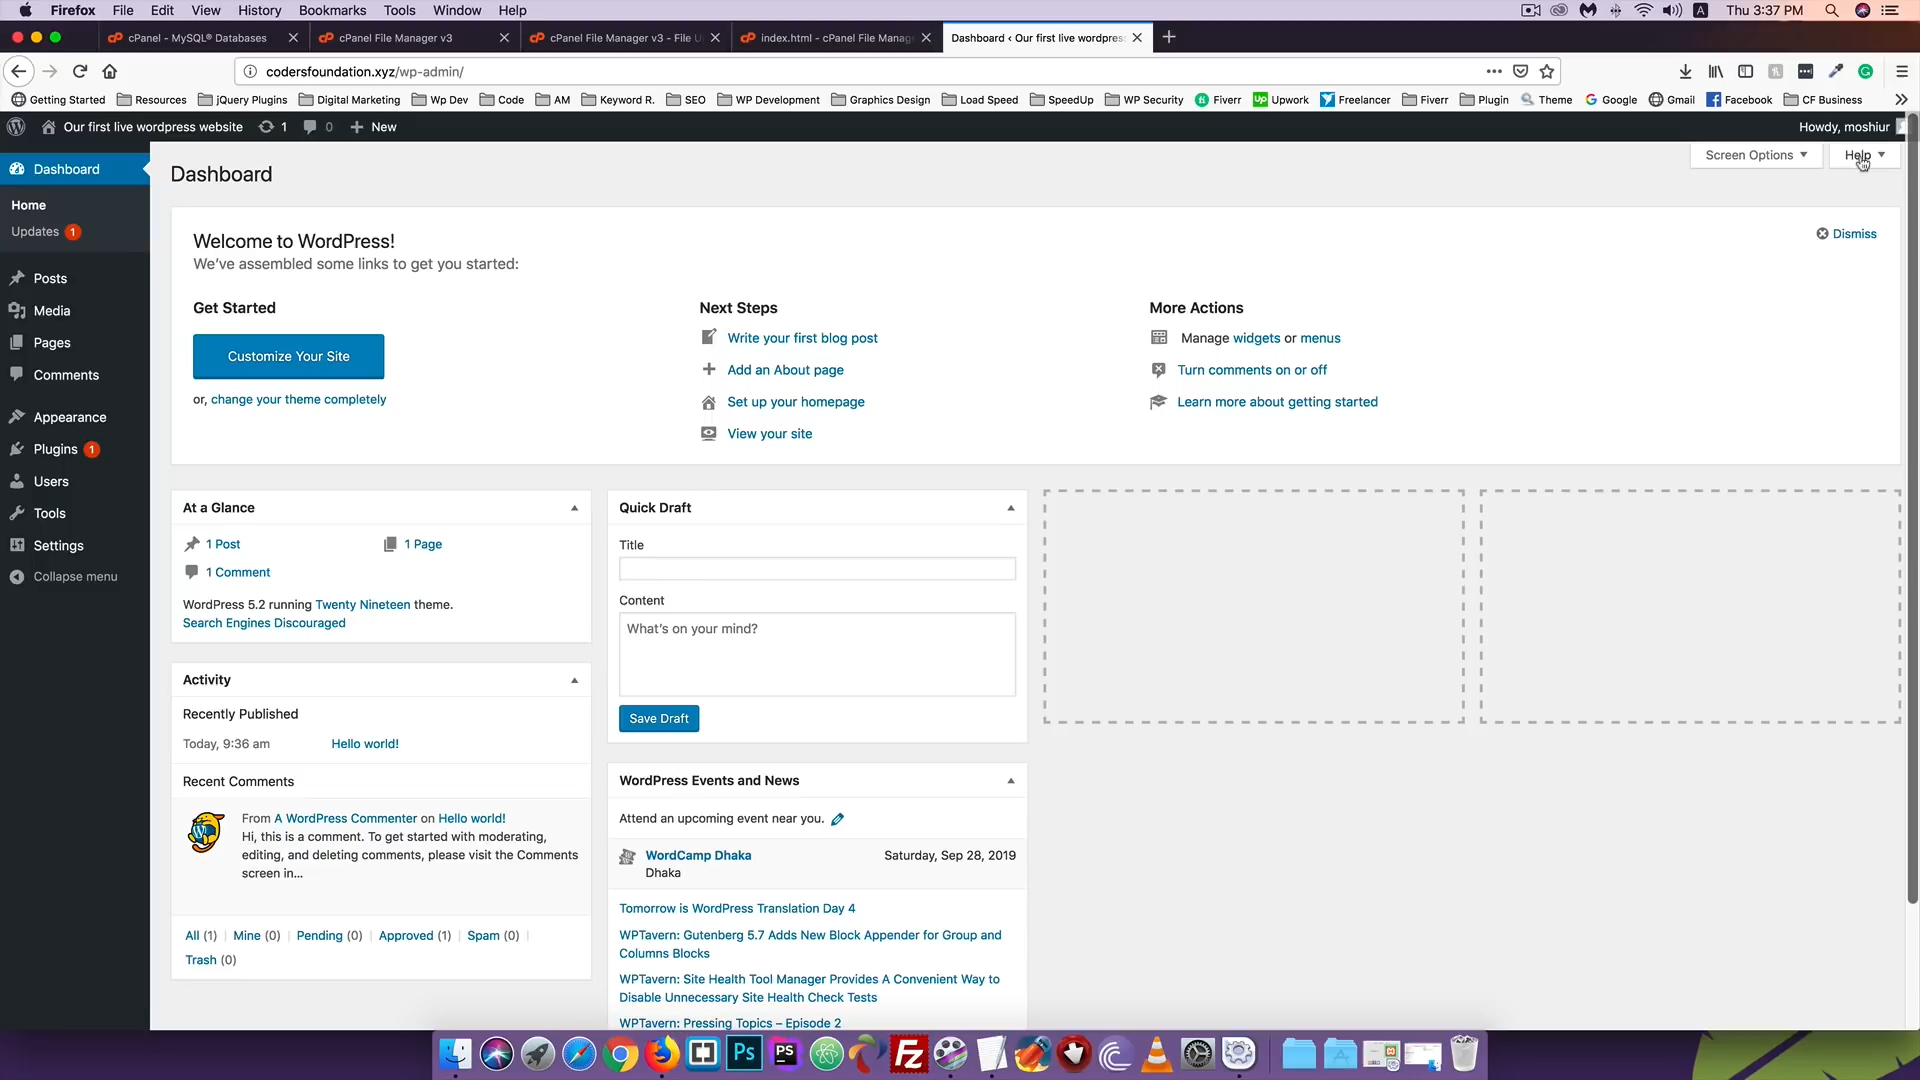 Firefox File Edit View History Bookmarks Tools Window Help
A Thu 3:37 PM
cPanel - MySQL® Databases
cPanel File Manager v3
cPanel File Manager v3 - File U
index.html - cPanel File Manag
Dashboard ‹ Our first live wordpres
codersfoundation.xyz/wp-admin/
Getting Started Resources jQuery Plugins Digital Marketing Wp Dev Code AM Keyword R. SEO WP Development Graphics Design Load Speed SpeedUp WP Security Fiverr Upwork Freelancer Fiverr Plugin Theme Google Gmail Facebook CF Business
Our first live wordpress website 1 0 New
Howdy, moshiur
Screen Options
Help
Dashboard
Home
Updates 1
Posts
Media
Pages
Comments
Appearance
Plugins 1
Users
Tools
Settings
Collapse menu
Dashboard
Welcome to WordPress!
We've assembled some links to get you started:
Dismiss
Get Started
Customize Your Site
or, change your theme completely
Next Steps
Write your first blog post
Add an About page
Set up your homepage
View your site
More Actions
Manage widgets or menus
Turn comments on or off
Learn more about getting started
At a Glance
1 Post
1 Page
1 Comment
WordPress 5.2 running Twenty Nineteen theme.
Search Engines Discouraged
Activity
Recently Published
Today, 9:36 am Hello world!
Recent Comments
From A WordPress Commenter on Hello world!
Hi, this is a comment. To get started with moderating,
editing, and deleting comments, please visit the Comments
screen in…
All (1) | Mine (0) | Pending (0) | Approved (1) | Spam (0) |
Trash (0)
Quick Draft
Title
Content
What's on your mind?
Save Draft
WordPress Events and News
Attend an upcoming event near you.
WordCamp Dhaka Saturday, Sep 28, 2019
Dhaka
Tomorrow is WordPress Translation Day 4
WPTavern: Gutenberg 5.7 Adds New Block Appender for Group and
Columns Blocks
WPTavern: Site Health Tool Manager Provides A Convenient Way to
Disable Unnecessary Site Health Check Tests
WPTavern: Pressing Topics – Episode 2
Ps PS FZ